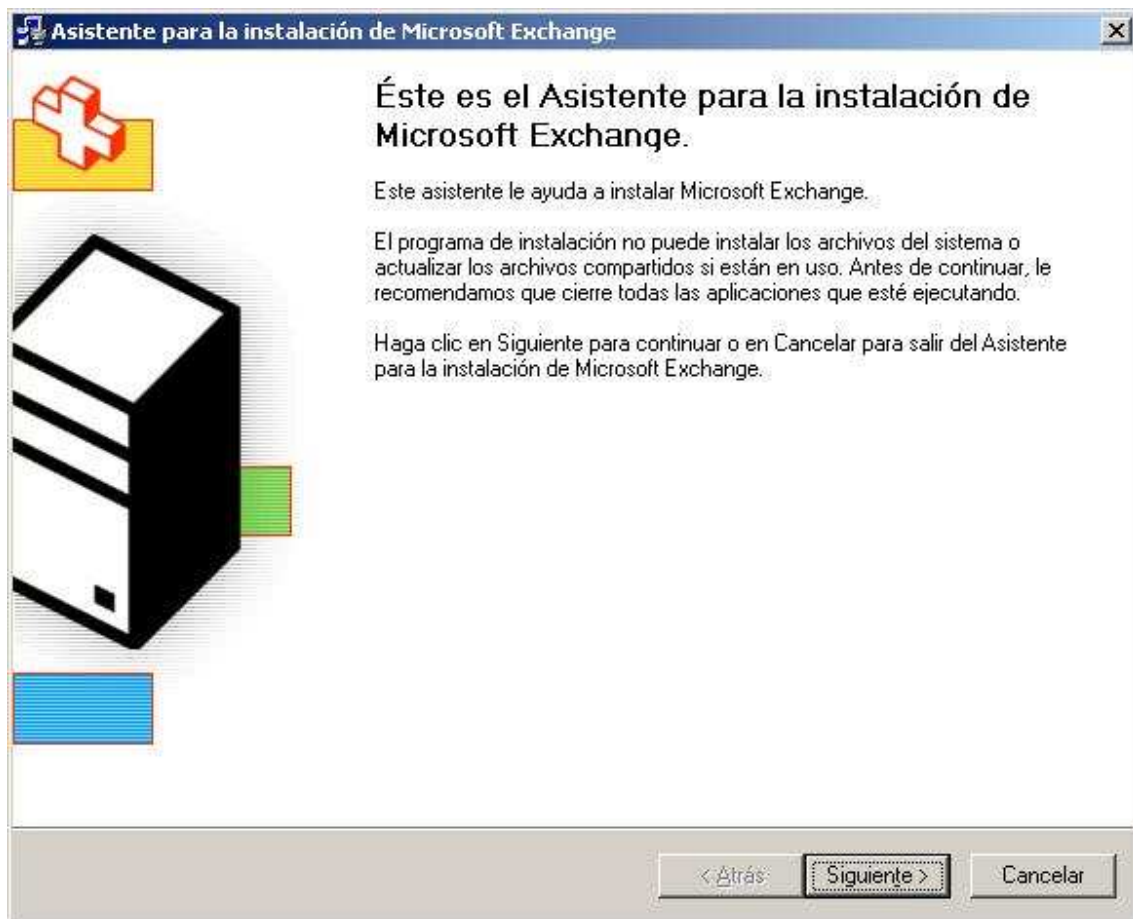 Asistente para la instalación de Microsoft Exchange
Éste es el Asistente para la instalación de
Microsoft Exchange.
Este asistente le ayuda a instalar Microsoft Exchange.
El programa de instalación no puede instalar los archivos del sistema o
actualizar los archivos compartidos si están en uso. Antes de continuar, le
recomendamos que cierre todas las aplicaciones que esté ejecutando.
Haga clic en Siguiente para continuar o en Cancelar para salir del Asistente
para la instalación de Microsoft Exchange.
< Atrás
Siguiente >
Cancelar